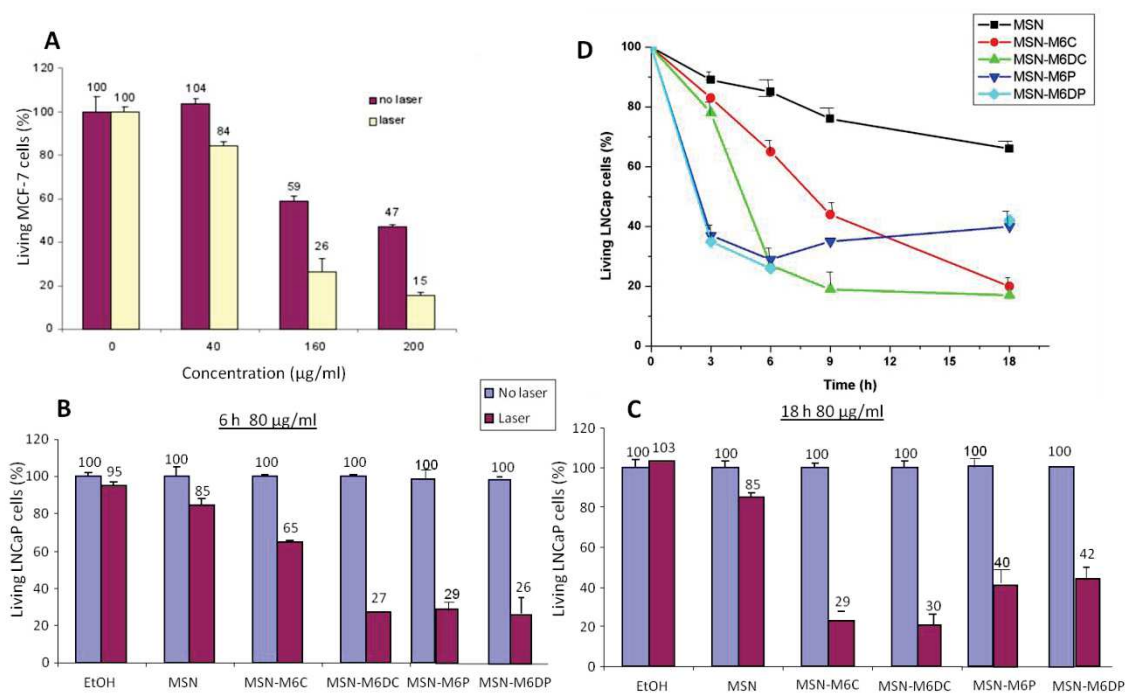 A
Living MCF-7 cells (%)
120
100
80
60
40
20
0
100
100
104
84
59
26
47
15
no laser
laser
0
40
160
200
Concentration (µg/ml)
D
Living LNCap cells (%)
100
80
60
40
20
0
MSN
MSN-M6C
MSN-M6DC
MSN-M6P
MSN-M6DP
0
3
6
9
12
15
18
Time (h)
B
6 h 80 µg/ml
No laser
Laser
Living LNCaP cells (%)
120
100
80
60
40
20
0
100
95
100
85
100
65
100
27
100
29
100
26
EtOH
MSN
MSN-M6C
MSN-M6DC
MSN-M6P
MSN-M6DP
C
18 h 80 µg/ml
Living LNCaP cells (%)
120
100
80
60
40
20
0
100
103
100
85
100
29
100
30
100
40
100
42
EtOH
MSN
MSN-M6C
MSN-M6DC
MSN-M6P
MSN-M6DP